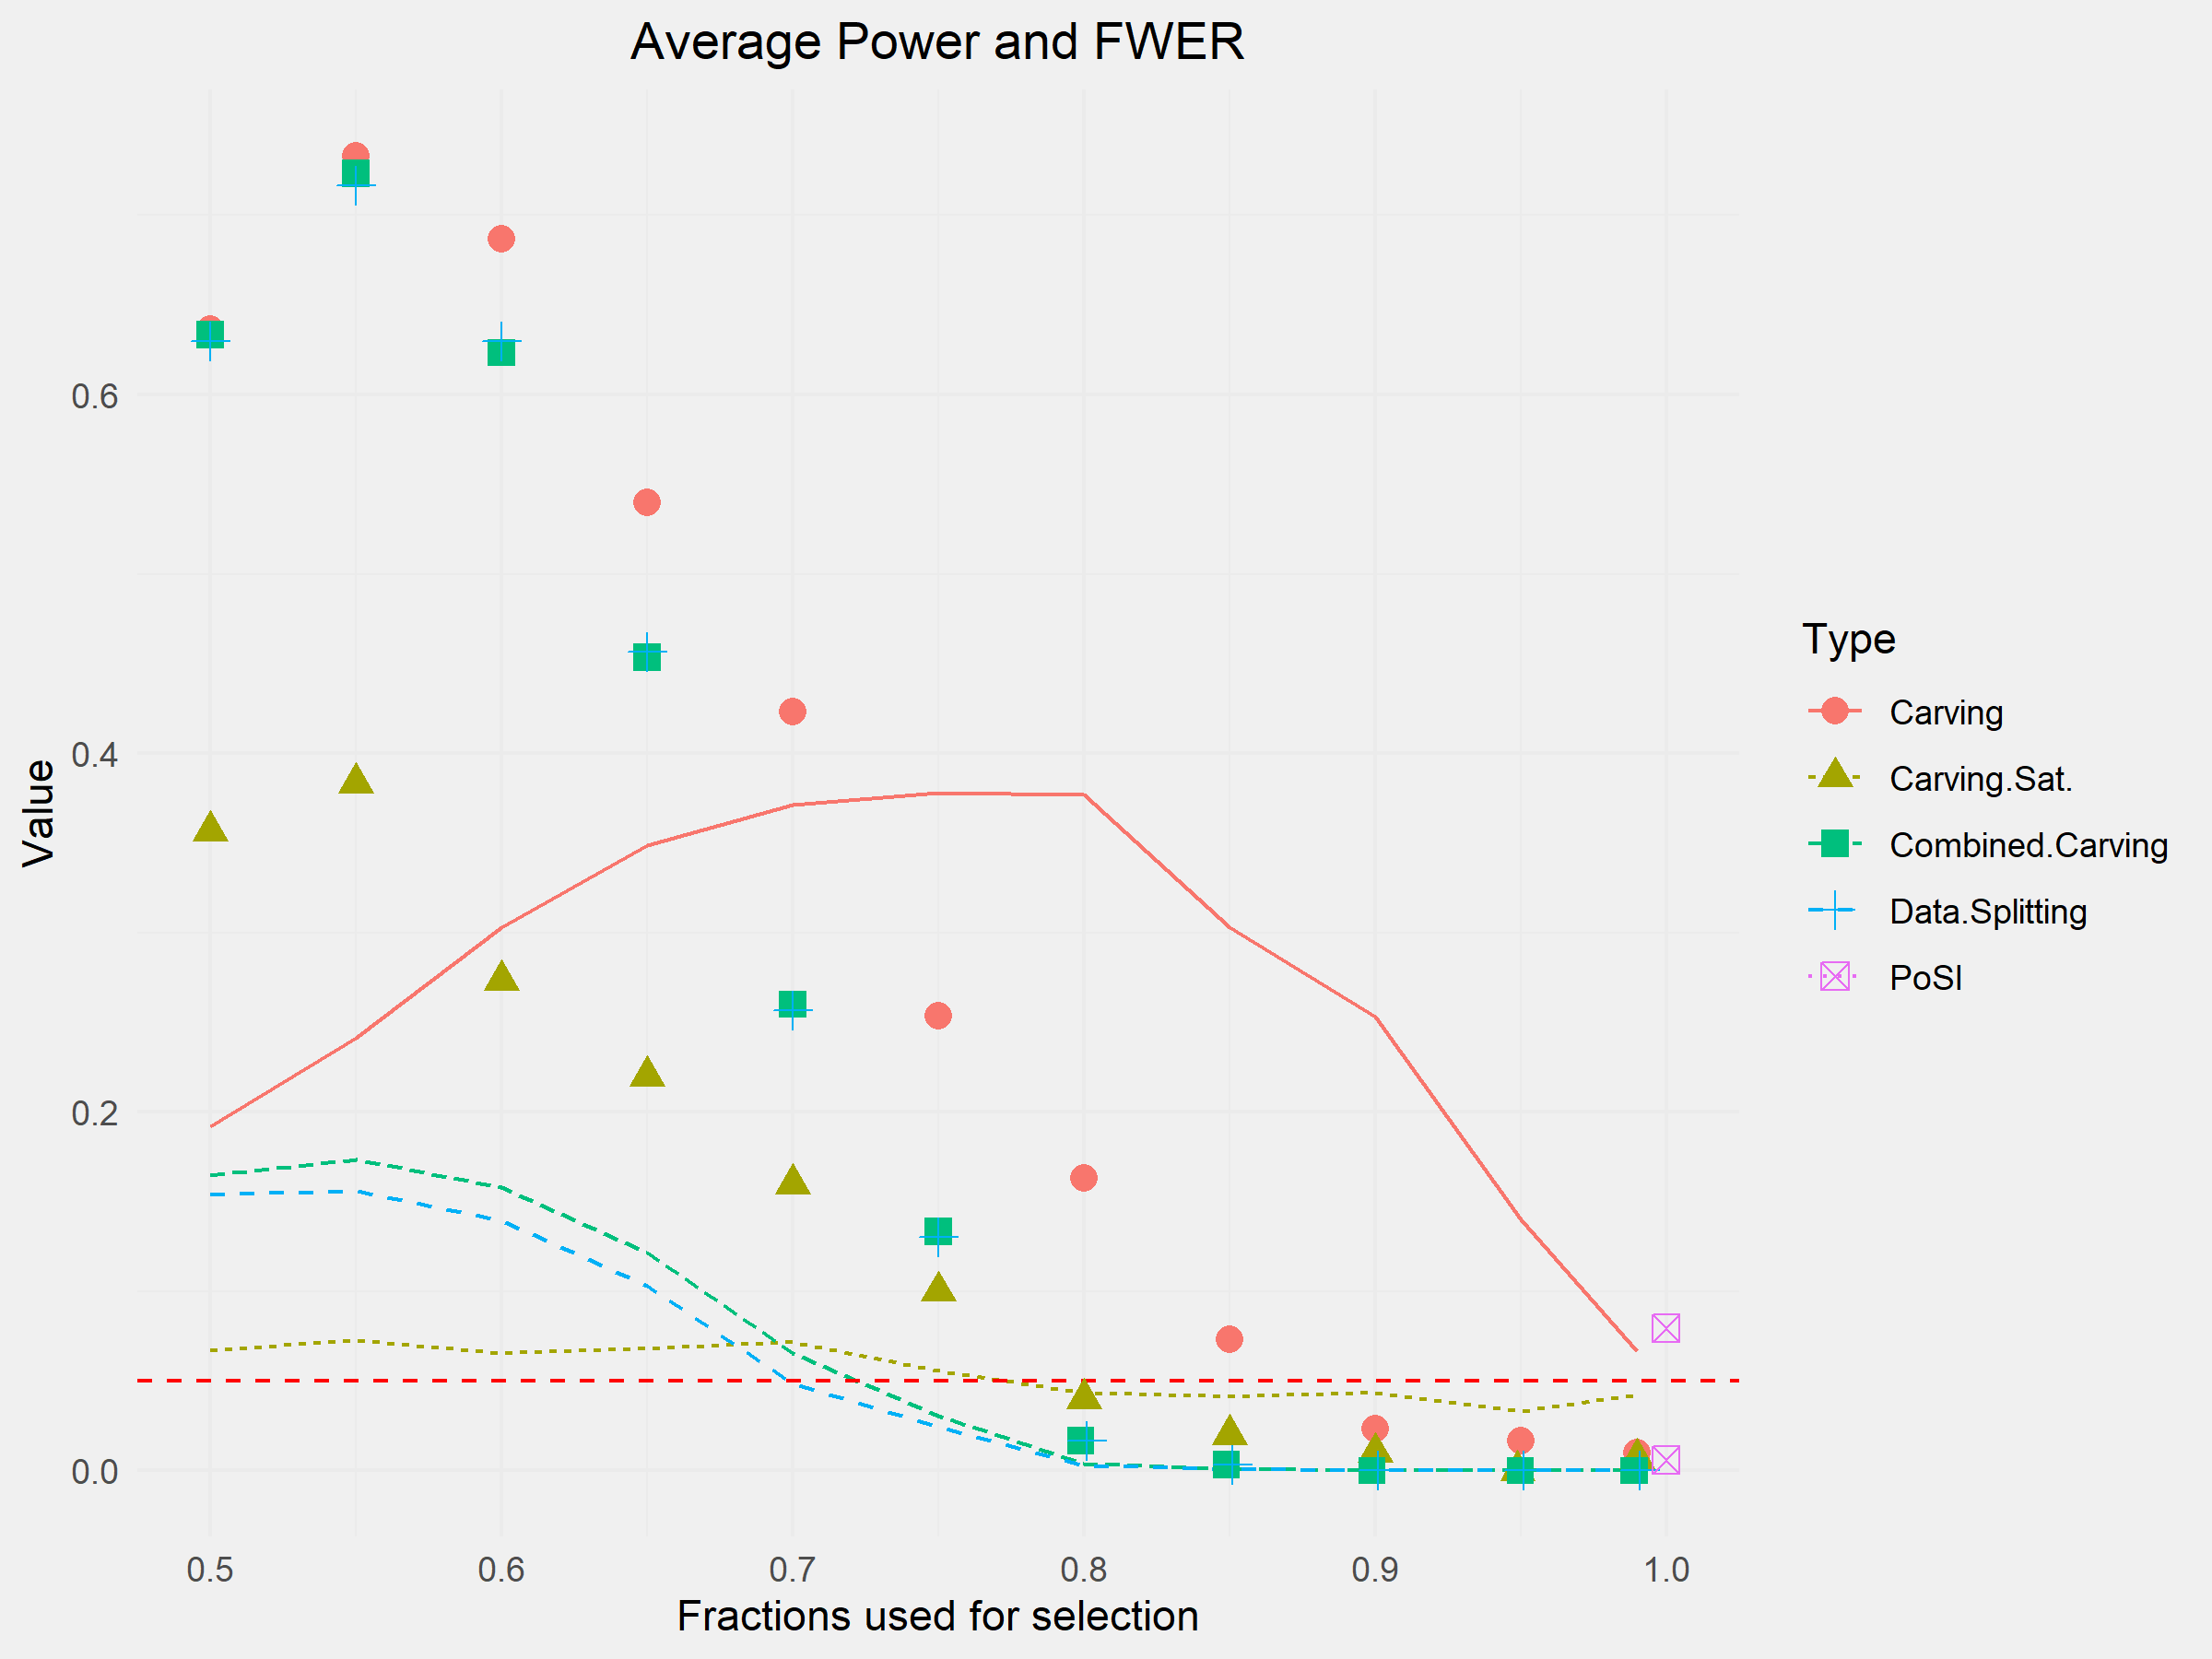 Average Power and FWER
Value
0.6
0.4
0.2
0.0
0.5 0.6 0.7 0.8 0.9 1.0
Fractions used for selection
Type
Carving
Carving.Sat.
Combined.Carving
Data.Splitting
PoSI